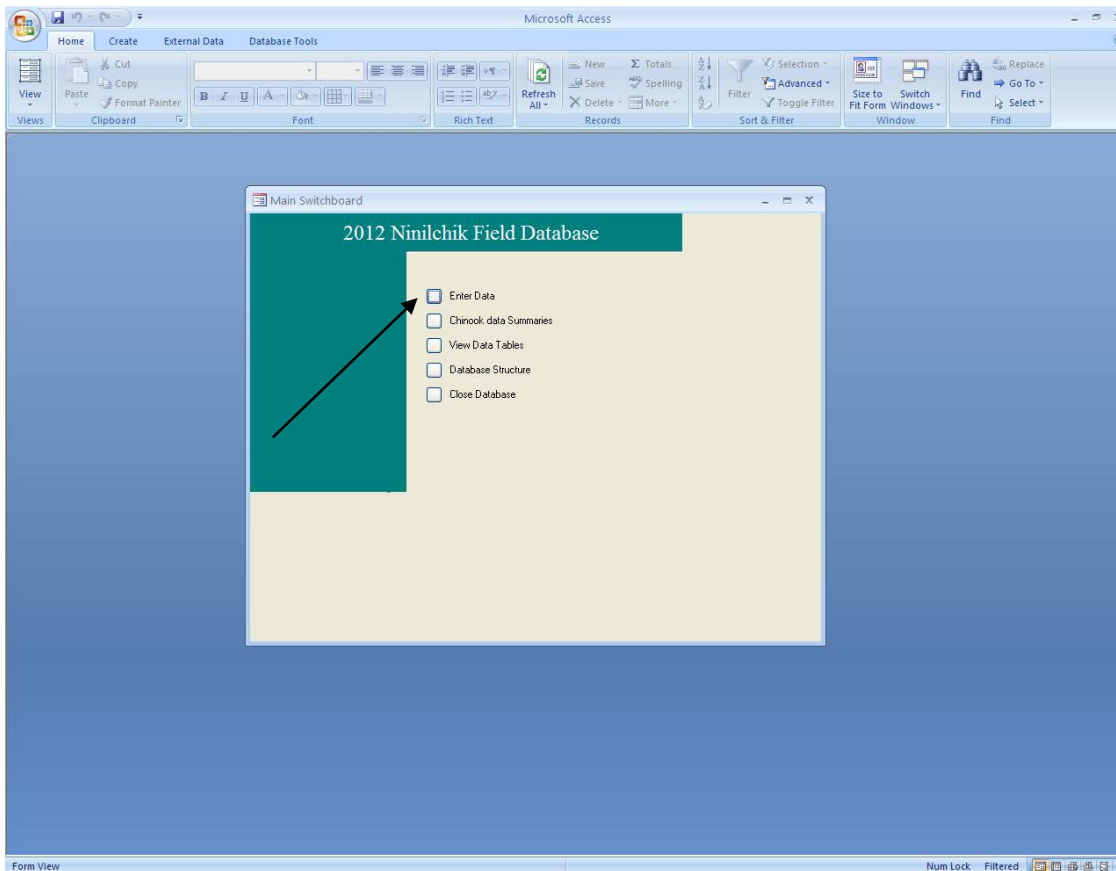 Microsoft Access
Home Create External Data Database Tools
View
Views
Paste
Cut
Copy
Format Painter
Clipboard
B I U A
Font
Rich Text
Refresh All
New
Save
Delete
Σ Totals
Spelling
More
Records
Filter
Selection
Advanced
Toggle Filter
Sort & Filter
Size to Fit Form
Switch Windows
Window
Find
Replace
Go To
Select
Find
Main Switchboard
2012 Ninilchik Field Database
Enter Data
Chinook data Summaries
View Data Tables
Database Structure
Close Database
Form View
Num Lock Filtered